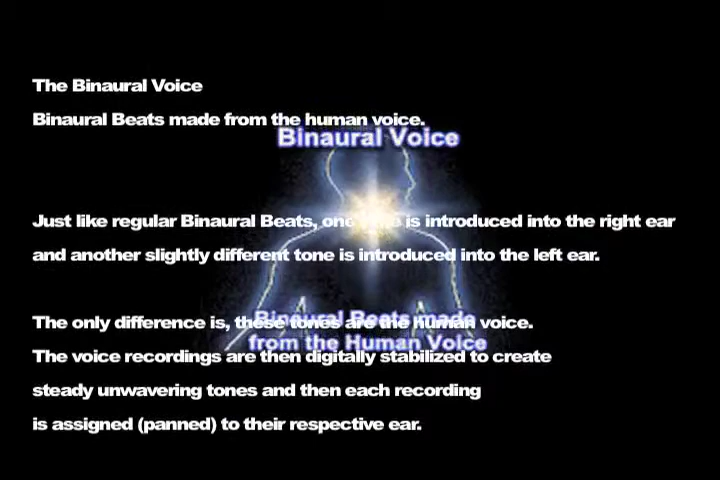 The Binaural Voice
Binaural Beats made from the human voice.
Binaural Voice
Just like regular Binaural Beats, one tone is introduced into the right ear
and another slightly different tone is introduced into the left ear.
The only difference is, these tones are the human voice.
Binaural Beats made
from the Human Voice
The voice recordings are then digitally stabilized to create
steady unwavering tones and then each recording
is assigned (panned) to their respective ear.